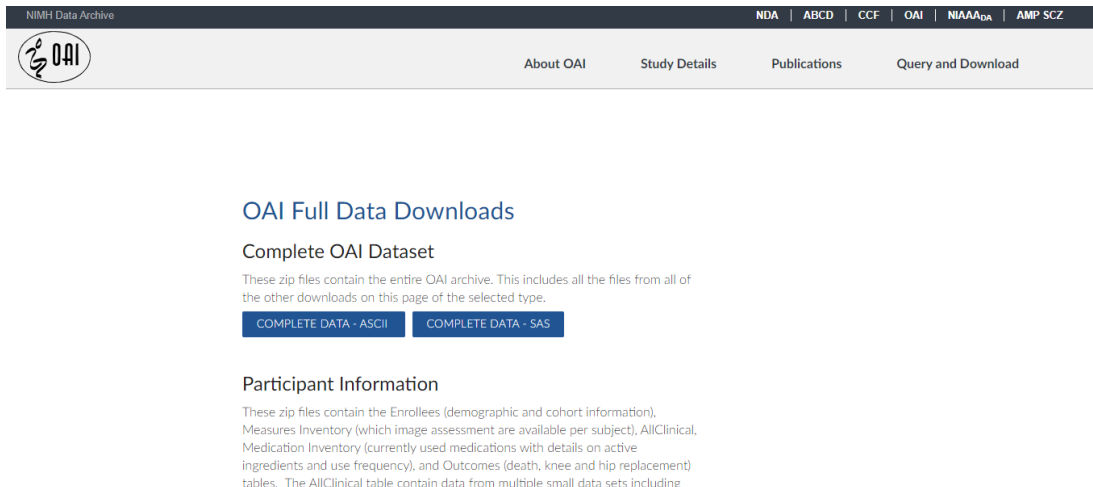 NIMH Data Archive
NDA | ABCD | CCF | OAI | NIAAADA | AMP SCZ
OAI
About OAI Study Details Publications Query and Download
OAI Full Data Downloads
Complete OAI Dataset
These zip files contain the entire OAI archive. This includes all the files from all of
the other downloads on this page of the selected type.
COMPLETE DATA - ASCII COMPLETE DATA - SAS
Participant Information
These zip files contain the Enrollees (demographic and cohort information),
Measures Inventory (which image assessment are available per subject), AllClinical,
Medication Inventory (currently used medications with details on active
ingredients and use frequency), and Outcomes (death, knee and hip replacement)
tables. The AllClinical table contain data from multiple small data sets including